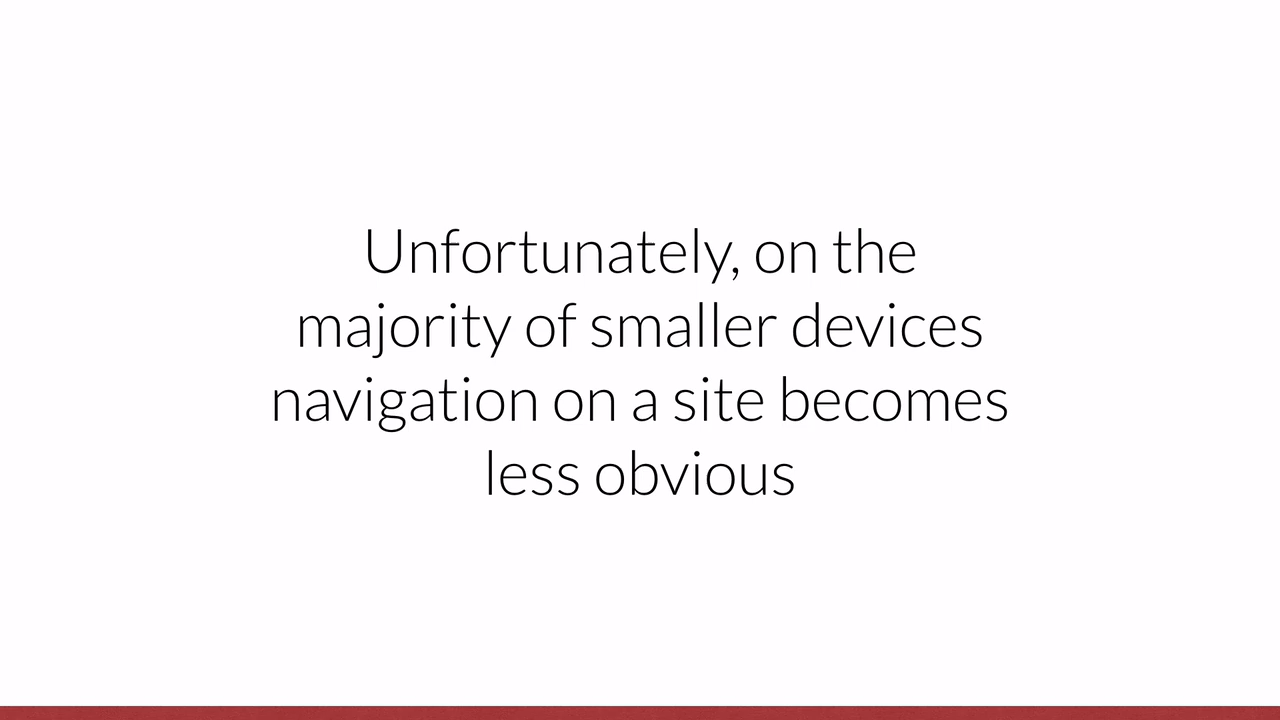 Unfortunately, on the
majority of smaller devices
navigation on a site becomes
less obvious